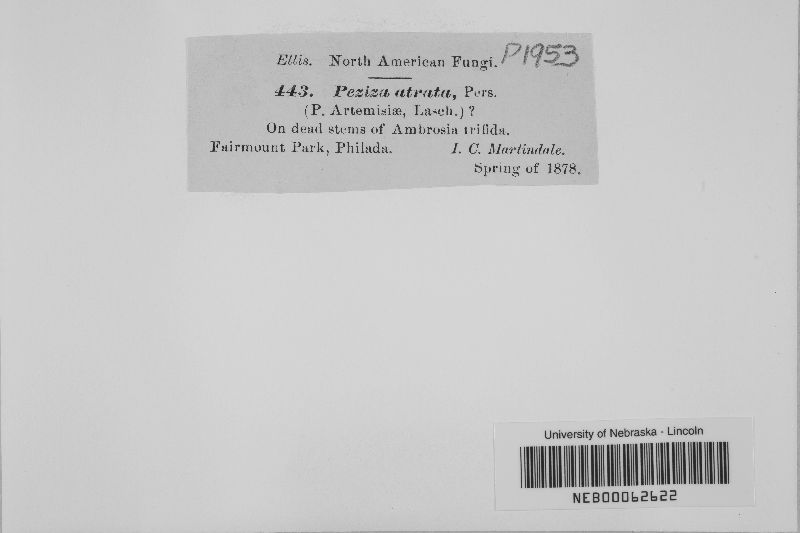 Ellis. North American Fungi. P1953
443. Peziza atrata, Pers.
(P. Artemisiæ, Lasch.) ?
On dead stems of Ambrosia trifida.
Fairmount Park, Philada. I. C. Martindale.
Spring of 1878.
University of Nebraska - Lincoln
NEB00062622